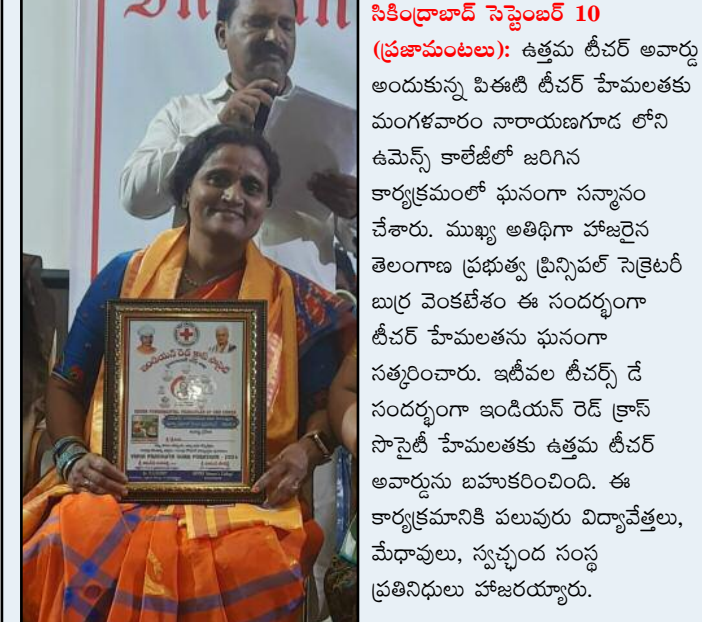 సికింద్రాబాద్ సెప్టెంబర్ 10
(ప్రజామంటలు): ఉత్తమ టీచర్ అవార్డు
అందుకున్న పిఈటి టీచర్ హేమలతకు
మంగళవారం నారాయణగూడ లోని
ఉమెన్స్ కాలేజీలో జరిగిన
కార్యక్రమంలో ఘనంగా సన్మానం
చేశారు. ముఖ్య అతిథిగా హాజరైన
తెలంగాణ ప్రభుత్వ ప్రిన్సిపల్ సెక్రెటరీ
బుర్ర వెంకటేశం ఈ సందర్భంగా
టీచర్ హేమలతను ఘనంగా
సత్కరించారు. ఇటీవల టీచర్స్ డే
సందర్భంగా ఇండియన్ రెడ్ క్రాస్
సొసైటీ హేమలతకు ఉత్తమ టీచర్
అవార్డును బహుకరించింది. ఈ
కార్యక్రమానికి పలువురు విద్యావేత్తలు,
మేధావులు, స్వచ్ఛంద సంస్థ
ప్రతినిధులు హాజరయ్యారు.
ఇండియన్ రెడ్ క్రాస్ సొసైటీ